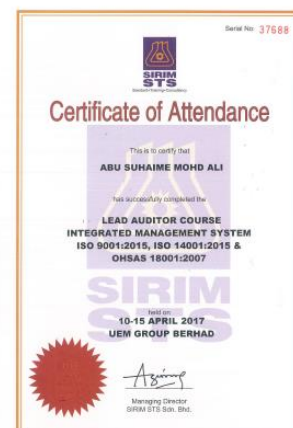 Serial No: 37688
SIRIM
STS
Standard•Training•Consultancy
Certificate of Attendance
This is to certify that
ABU SUHAIME MOHD ALI
has successfully completed the
LEAD AUDITOR COURSE
INTEGRATED MANAGEMENT SYSTEM
ISO 9001:2015, ISO 14001:2015 &
OHSAS 18001:2007
SIRIM
STS
held on
10-15 APRIL 2017
UEM GROUP BERHAD
Managing Director
SIRIM STS Sdn. Bhd.